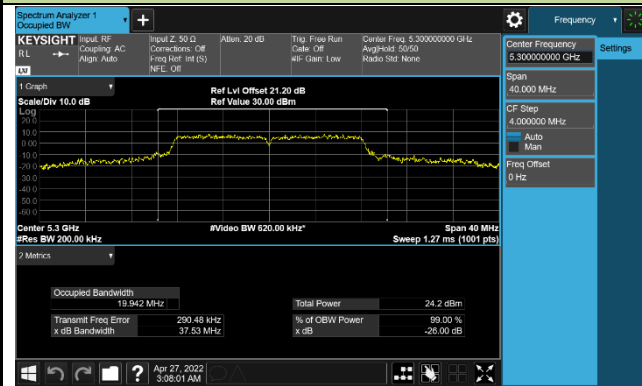 Spectrum Analyzer 1
Occupied BW
Frequency
KEYSIGHT
RL
LXI
Input: RF
Coupling: AC
Align: Auto
Input Z: 50 Ω
Corrections: Off
Freq Ref: Int (S)
NFE: Off
Atten: 20 dB
Trig: Free Run
Gate: Off
#IF Gain: Low
Center Freq: 5.300000000 GHz
Avg|Hold: 50/50
Radio Std: None
Center Frequency
5.300000000 GHz
Settings
Span
40.000 MHz
CF Step
4.000000 MHz
Auto
Man
Freq Offset
0 Hz
1 Graph
Scale/Div 10.0 dB
Ref Lvl Offset 21.20 dB
Ref Value 30.00 dBm
Log
20.0
10.0
0.00
-10.0
-20.0
-30.0
-40.0
-50.0
-60.0
Center 5.3 GHz
#Video BW 620.00 kHz*
Span 40 MHz
#Res BW 200.00 kHz
Sweep 1.27 ms (1001 pts)
2 Metrics
Occupied Bandwidth
19.942 MHz
Total Power 24.2 dBm
Transmit Freq Error 290.48 kHz
% of OBW Power 99.00 %
x dB Bandwidth 37.53 MHz
x dB -26.00 dB
?
Apr 27, 2022
3:08:01 AM